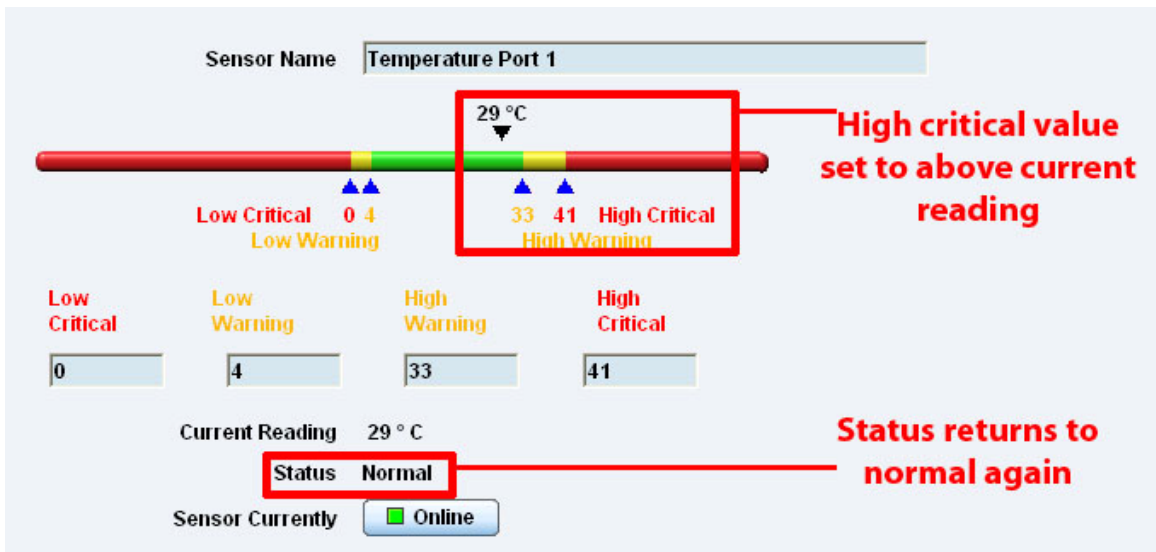 Sensor Name Temperature Port 1
29 °C
High critical value
set to above current
reading
Low Critical 0 4 33 41 High Critical
Low Warning High Warning
Low Low High High
Critical Warning Warning Critical
0 4 33 41
Current Reading 29 ° C
Status Normal
Status returns to
normal again
Sensor Currently Online